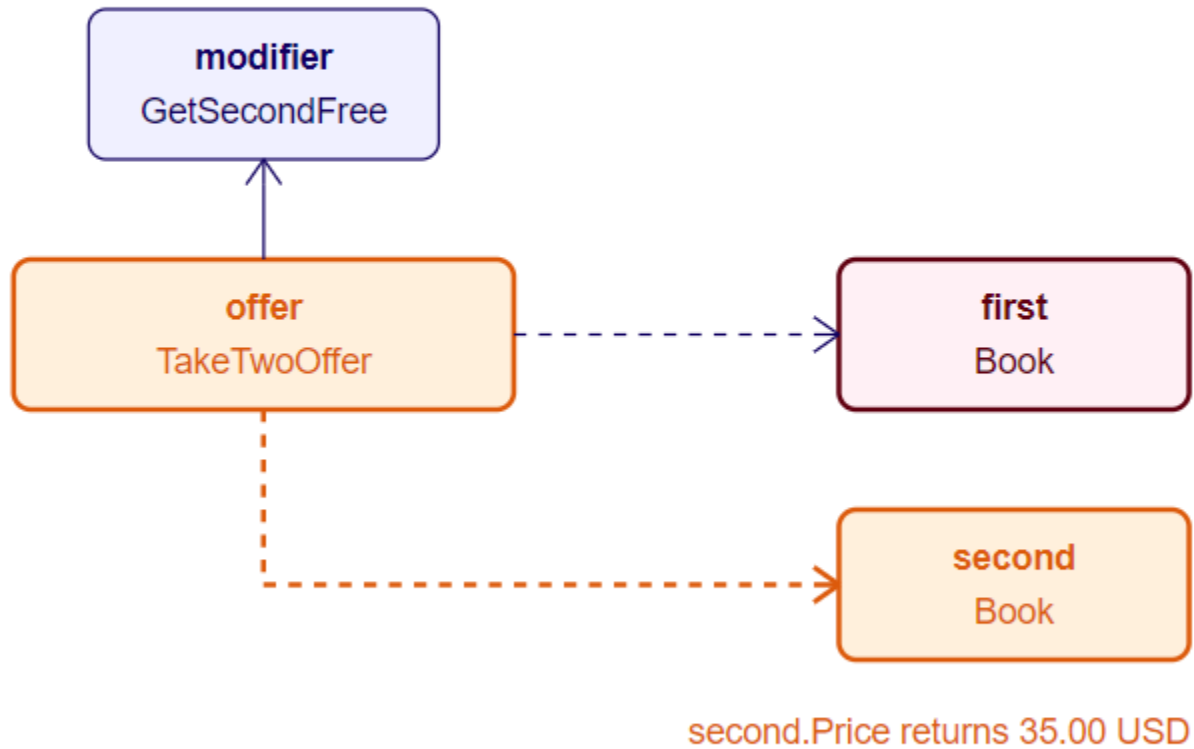 modifier
GetSecondFree
offer
TakeTwoOffer
first
Book
second
Book
second.Price returns 35.00 USD